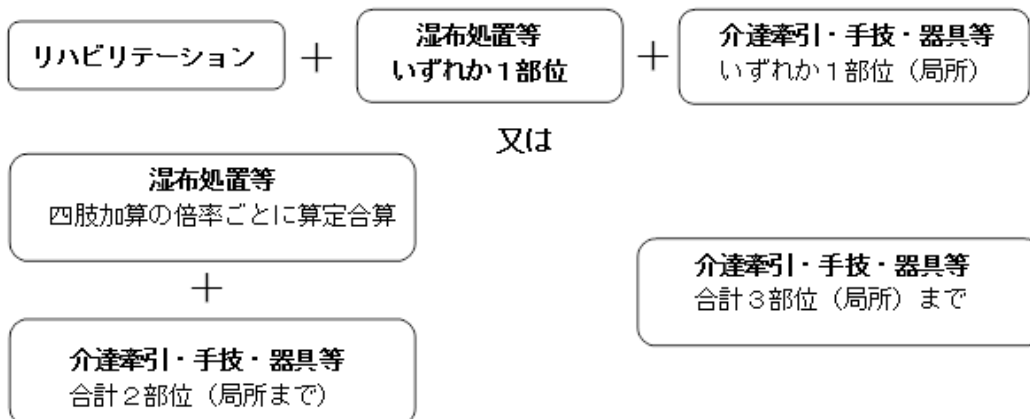 リハビリテーション
+
湿布処置等
いずれか1部位
+
介達牽引・手技・器具等
いずれか1部位（局所）
又は
湿布処置等
四肢加算の倍率ごとに算定合算
+
介達牽引・手技・器具等
合計2部位（局所まで）
介達牽引・手技・器具等
合計3部位（局所）まで